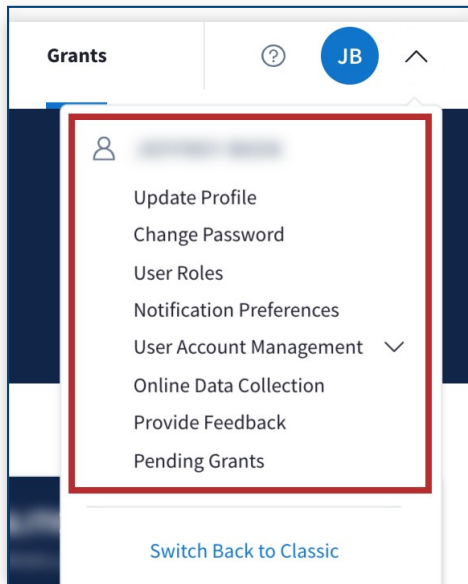 Grants
JB
Update Profile
Change Password
User Roles
Notification Preferences
User Account Management
Online Data Collection
Provide Feedback
Pending Grants
Switch Back to Classic